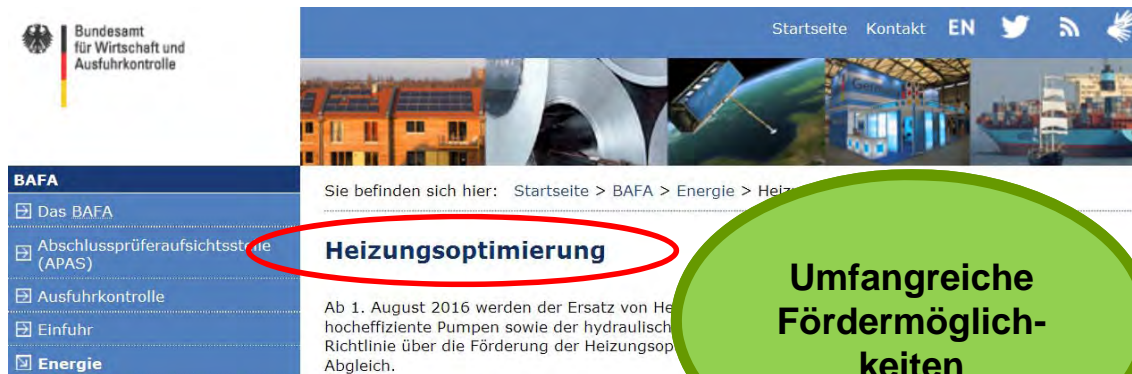 Bundesamt
für Wirtschaft und
Ausfuhrkontrolle
Startseite Kontakt EN
BAFA
Das BAFA
Abschlussprüferaufsichtsstelle
(APAS)
Ausfuhrkontrolle
Einfuhr
Energie
Sie befinden sich hier: Startseite > BAFA > Energie >
Heizungsoptimierung
Ab 1. August 2016 werden der Ersatz von
hocheffiziente Pumpen sowie der
Richtlinie über die Förderung der
Abgleich.
Umfangreiche
Fördermöglich-
keiten